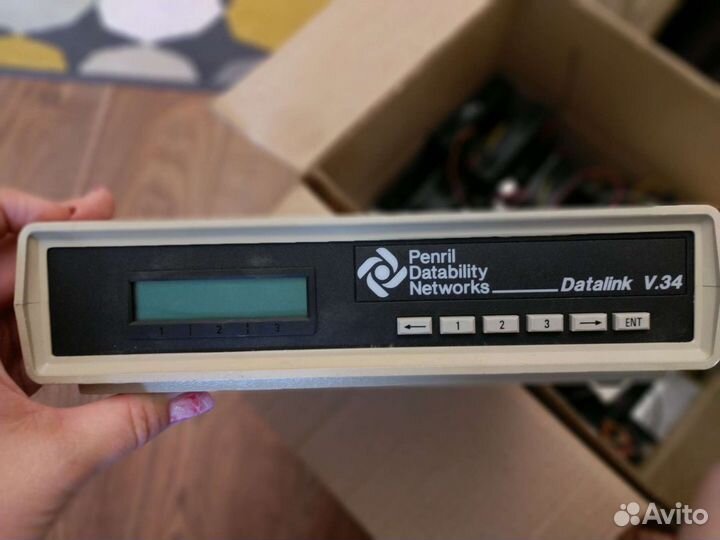 Penril
Datability
Networks
Datalink V.34
1 2 3
← 1 2 3 → ENT
Avito